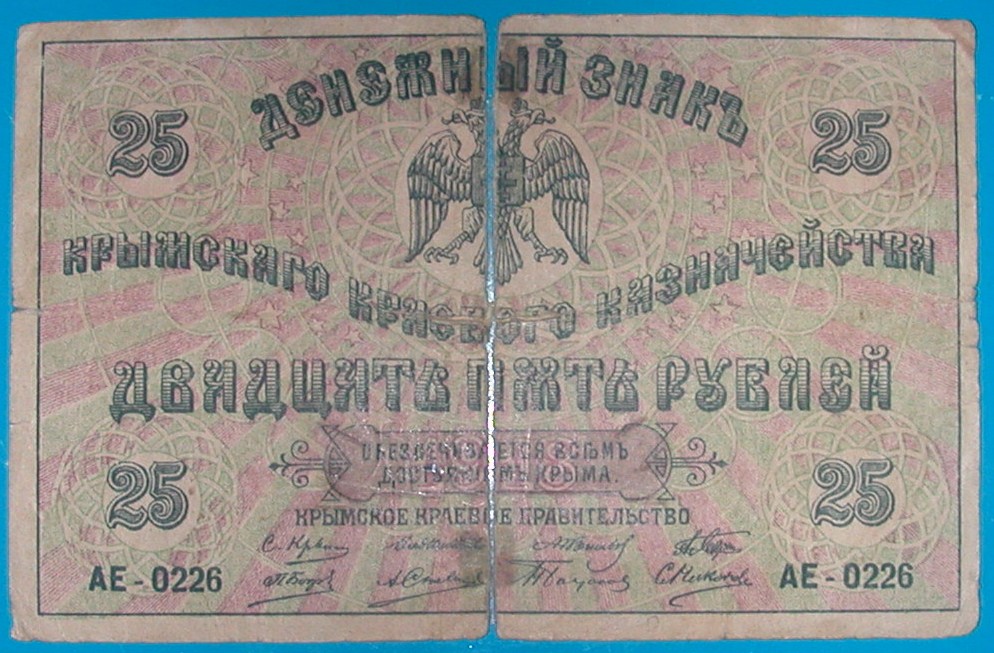 ДЕНЕЖНЫЙ ЗНАКЪ
25 25
КРЫМСКАГО КРАЕВОГО КАЗНАЧЕЙСТВА
ДВАДЦАТЬ ПЯТЬ РУБЛЕЙ
ОБЕЗПЕЧИВАЕТСЯ ВСѢМЪ
ДОСТОЯНІЕМЪ КРЫМА.
25 25
КРЫМСКОЕ КРАЕВОЕ ПРАВИТЕЛЬСТВО
АЕ - 0226 АЕ - 0226